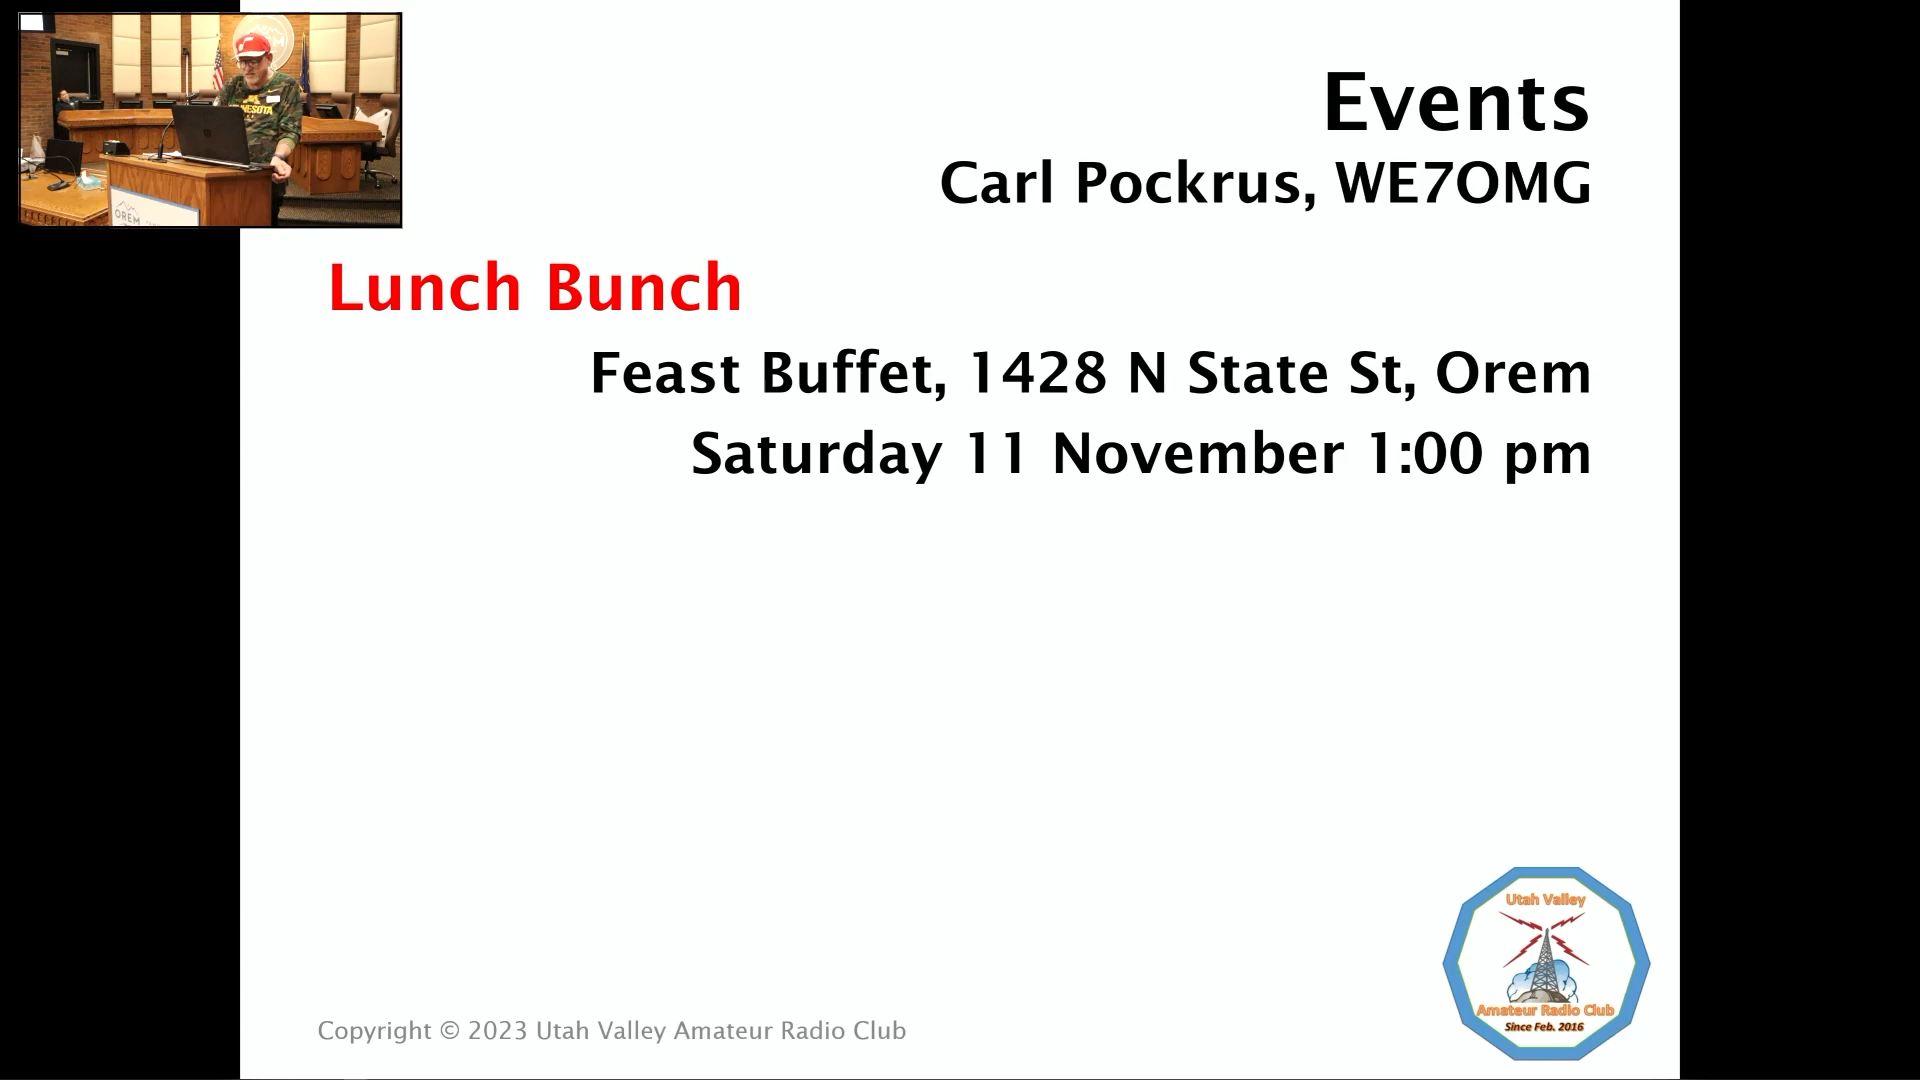 Events
Carl Pockrus, WE7OMG
Lunch Bunch
Feast Buffet, 1428 N State St, Orem
Saturday 11 November 1:00 pm
Utah Valley
Amateur Radio Club
Since Feb. 2016
Copyright © 2023 Utah Valley Amateur Radio Club
OREM